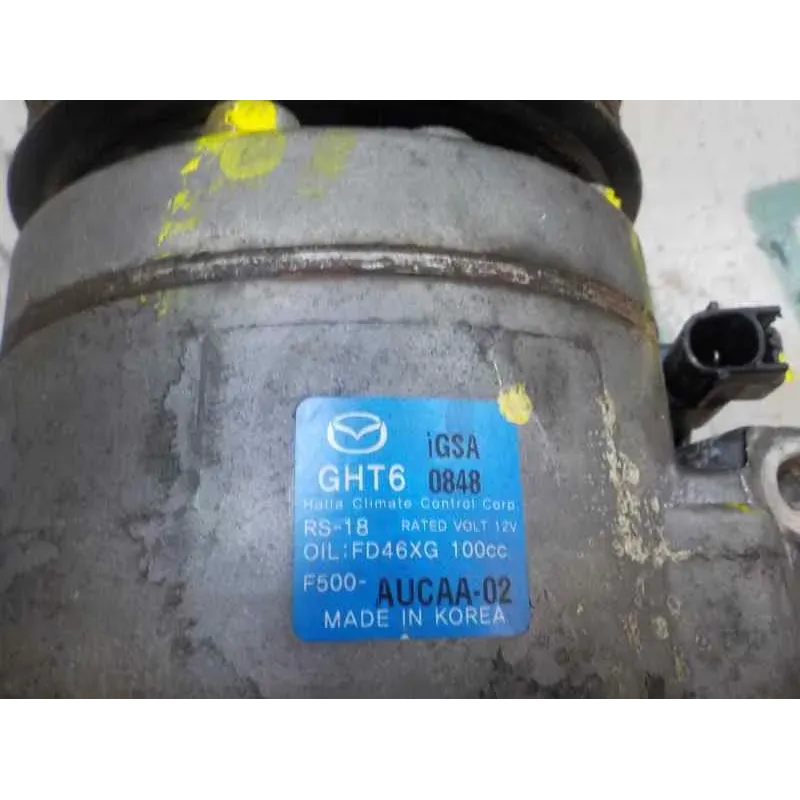 iGSA
GHT6 0848
Halla Climate Control Corp.
RS-18 RATED VOLT 12V
OIL:FD46XG 100cc
F500-AUCAA-02
MADE IN KOREA